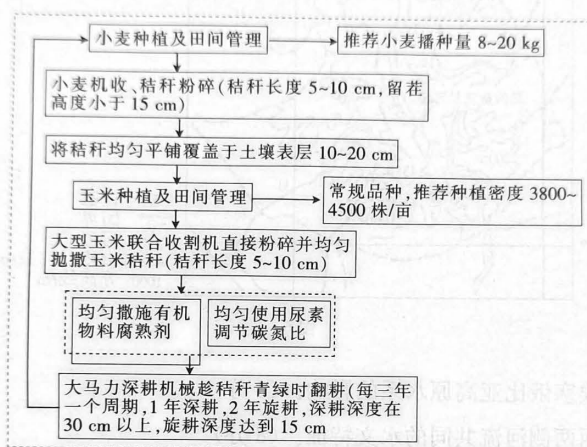 小麦种植及田间管理
推荐小麦播种量 8~20 kg
小麦机收、秸秆粉碎(秸秆长度 5~10 cm,留茬
高度小于 15 cm)
将秸秆均匀平铺覆盖于土壤表层 10~20 cm
玉米种植及田间管理
常规品种,推荐种植密度 3800~
4500 株/亩
大型玉米联合收割机直接粉碎并均匀
抛撒玉米秸秆(秸秆长度 5~10 cm)
均匀撒施有机
物料腐熟剂
均匀使用尿素
调节碳氮比
大马力深耕机械趁秸秆青绿时翻耕(每三年
一个周期,1 年深耕,2 年旋耕,深耕深度在
30 cm 以上,旋耕深度达到 15 cm